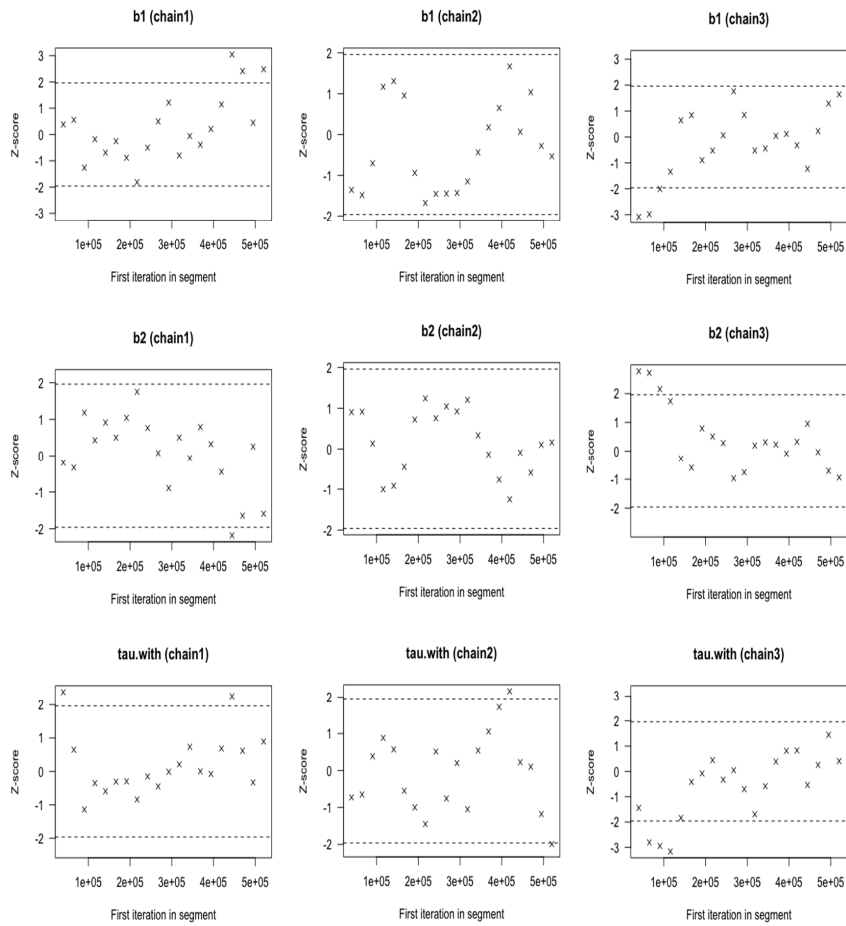 b1 (chain1)
3
2
1
0
-1
-2
-3
Z-score
1e+05 2e+05 3e+05 4e+05 5e+05
First iteration in segment
b1 (chain2)
2
1
0
-1
-2
Z-score
1e+05 2e+05 3e+05 4e+05 5e+05
First iteration in segment
b1 (chain3)
3
2
1
0
-1
-2
-3
Z-score
1e+05 2e+05 3e+05 4e+05 5e+05
First iteration in segment
b2 (chain1)
2
1
0
-1
-2
Z-score
1e+05 2e+05 3e+05 4e+05 5e+05
First iteration in segment
b2 (chain2)
2
1
0
-1
-2
Z-score
1e+05 2e+05 3e+05 4e+05 5e+05
First iteration in segment
b2 (chain3)
2
1
0
-1
-2
Z-score
1e+05 2e+05 3e+05 4e+05 5e+05
First iteration in segment
tau.with (chain1)
2
1
0
-1
-2
Z-score
1e+05 2e+05 3e+05 4e+05 5e+05
First iteration in segment
tau.with (chain2)
2
1
0
-1
-2
Z-score
1e+05 2e+05 3e+05 4e+05 5e+05
First iteration in segment
tau.with (chain3)
3
2
1
0
-1
-2
-3
Z-score
1e+05 2e+05 3e+05 4e+05 5e+05
First iteration in segment